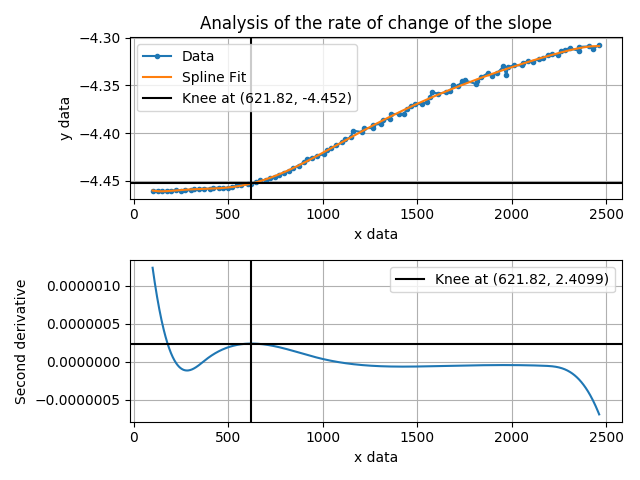 Analysis of the rate of change of the slope
−4.30
−4.35
−4.40
−4.45
y data
Data
Spline Fit
Knee at (621.82, -4.452)
0 500 1000 1500 2000 2500
x data
0.0000010
0.0000005
0.0000000
−0.0000005
Second derivative
Knee at (621.82, 2.4099)
0 500 1000 1500 2000 2500
x data